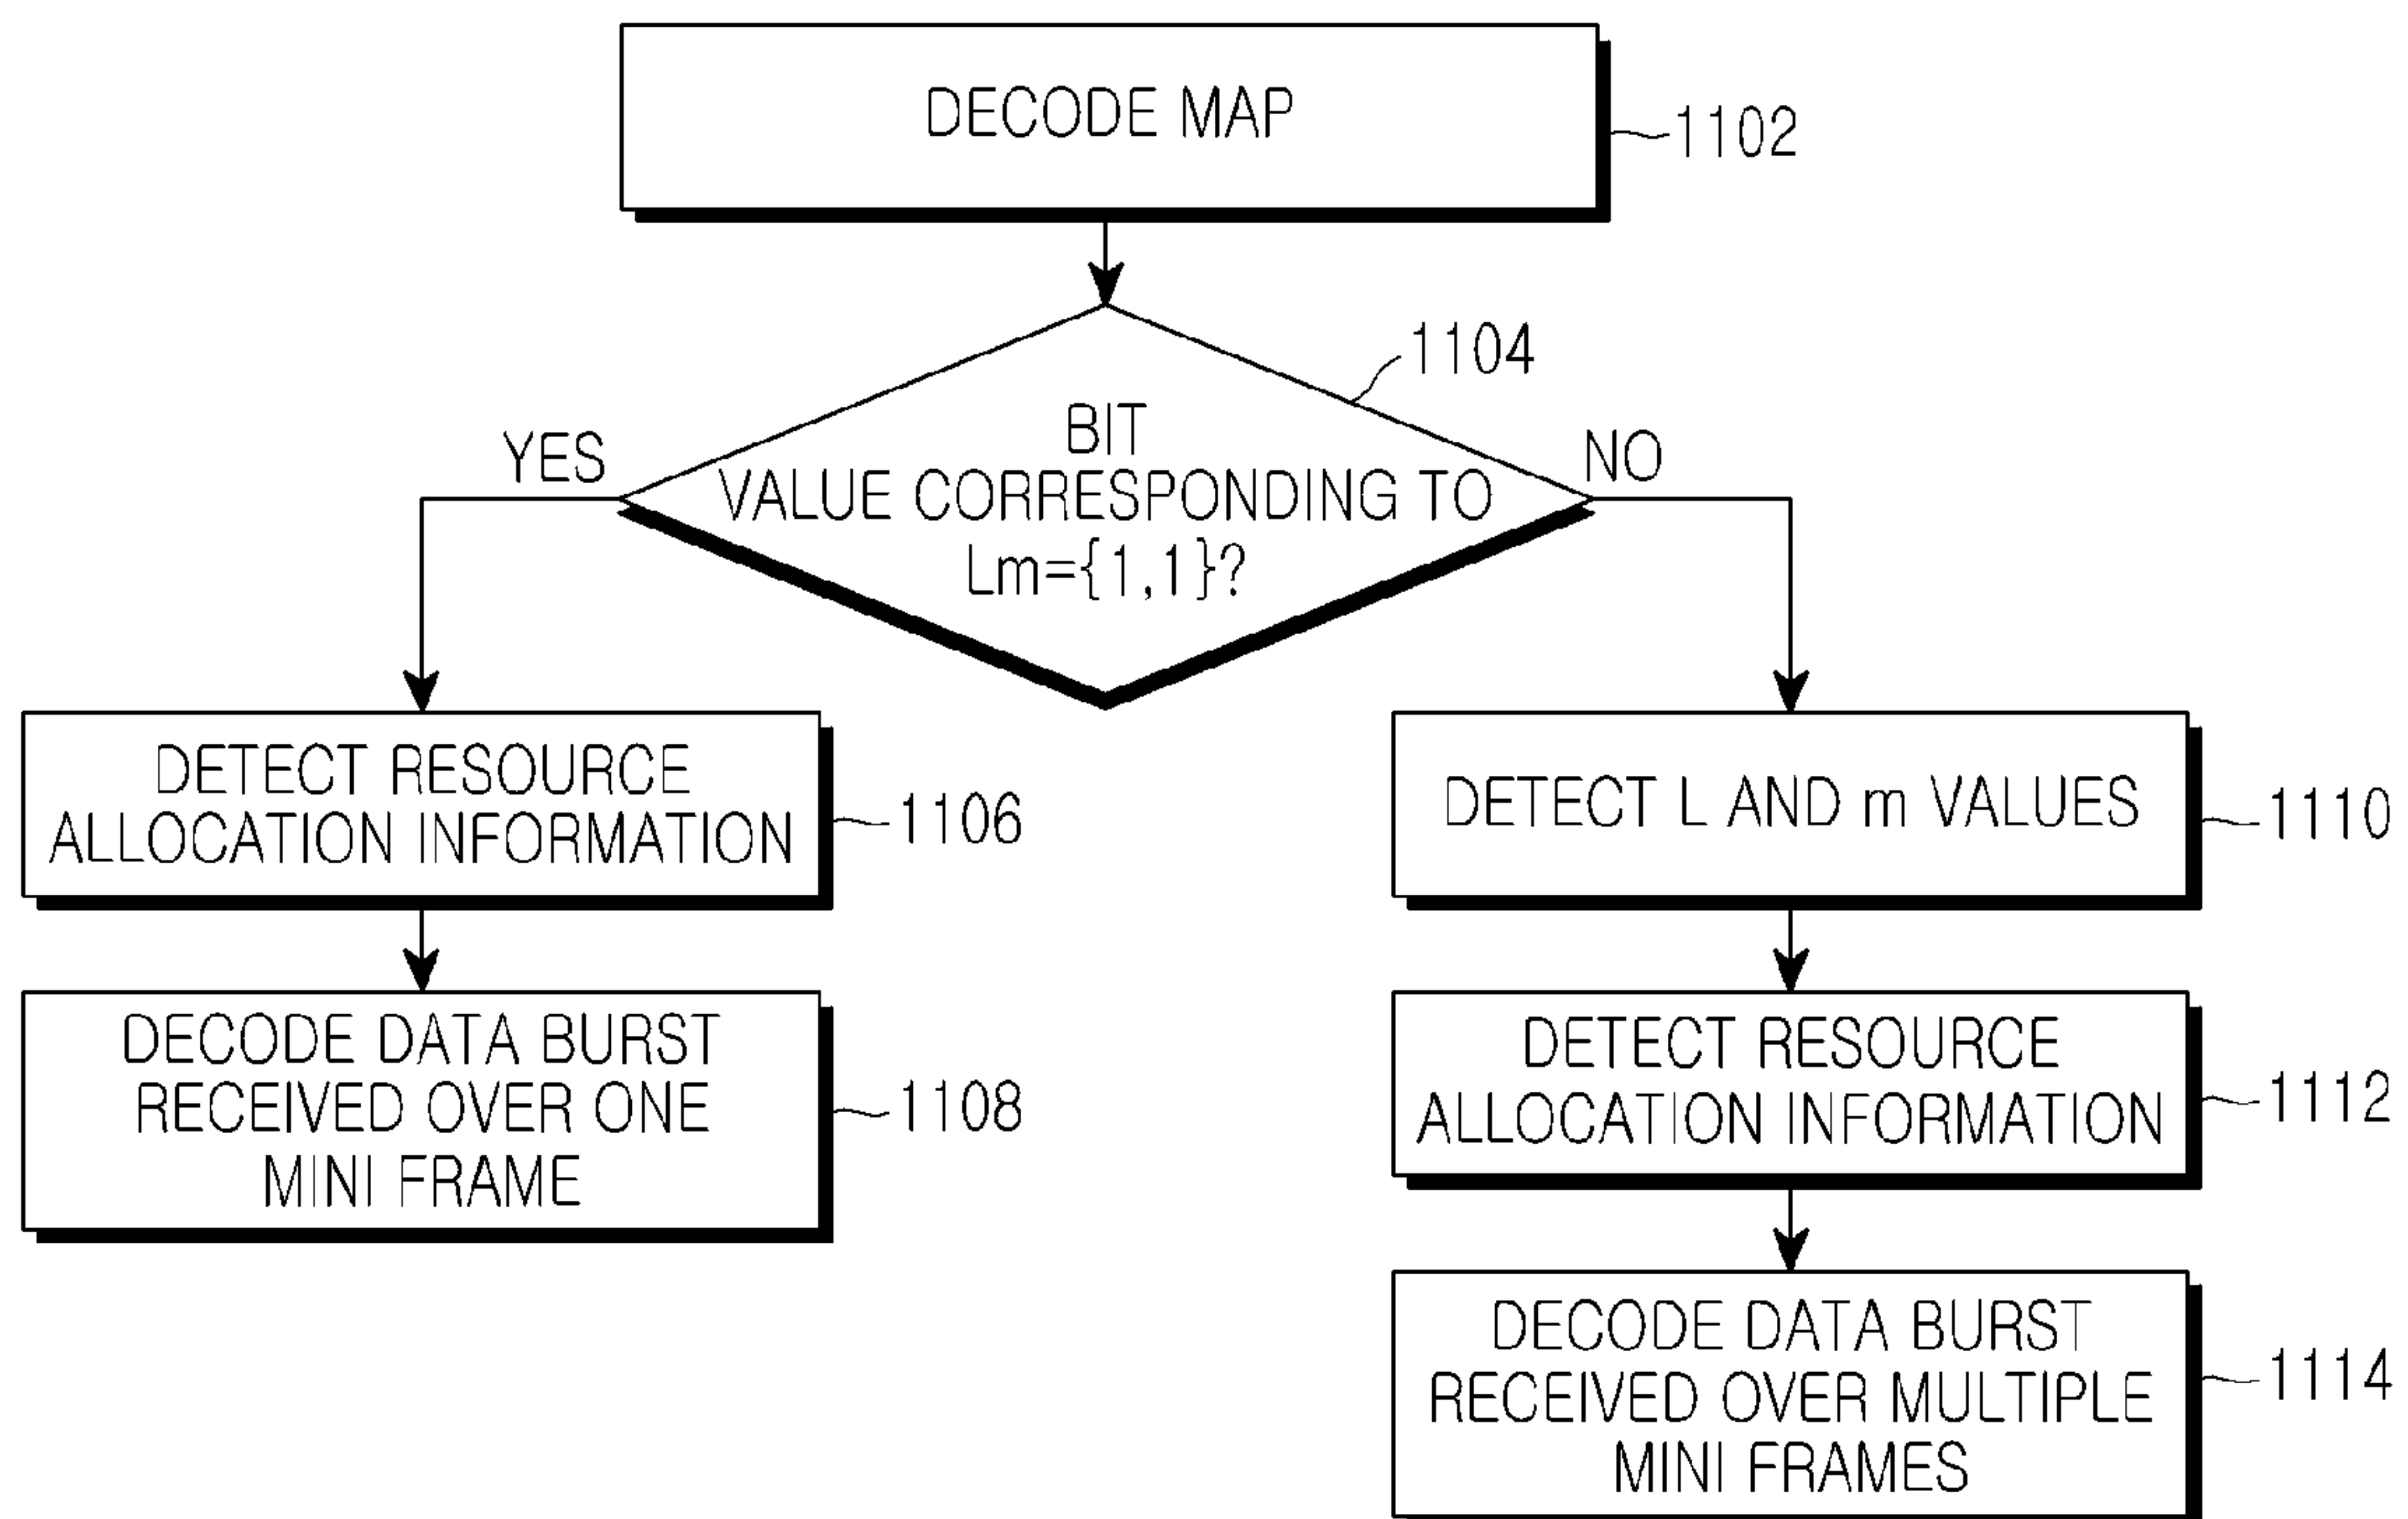 DECODE MAP
1102
1104
BIT
VALUE CORRESPONDING TO
Lm={1,1}?
YES
NO
DETECT RESOURCE
ALLOCATION INFORMATION
1106
DECODE DATA BURST
RECEIVED OVER ONE
MINI FRAME
1108
DETECT L AND m VALUES
1110
DETECT RESOURCE
ALLOCATION INFORMATION
1112
DECODE DATA BURST
RECEIVED OVER MULTIPLE
MINI FRAMES
1114